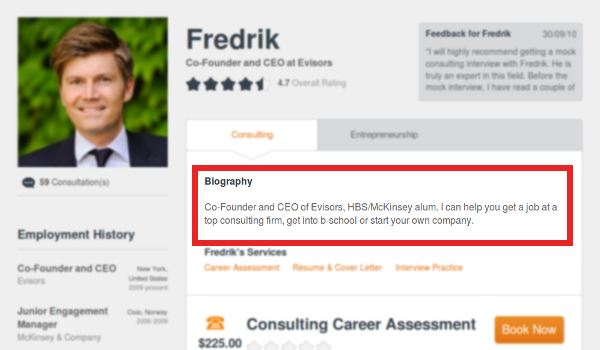 Fredrik
Co-Founder and CEO at Evisors
4.7 Overall Rating
Feedback for Fredrik 30/09/10
"I will highly recommend getting a mock
consulting interview with Fredrik. He is
truly an expert in this field. Before the
mock interview, I have read a couple of
59 Consultation(s)
Consulting Entrepreneurship
Biography
Co-Founder and CEO of Evisors, HBS/McKinsey alum. I can help you get a job at a
top consulting firm, get into b-school or start your own company.
Employment History
Co-Founder and CEO
Evisors
New York,
United States
2009-present
Junior Engagement
Manager
McKinsey & Company
Oslo, Norway
2006-2009
Fredrik's Services
Career Assessment Resume & Cover Letter Interview Practice
Consulting Career Assessment
$225.00
Book Now